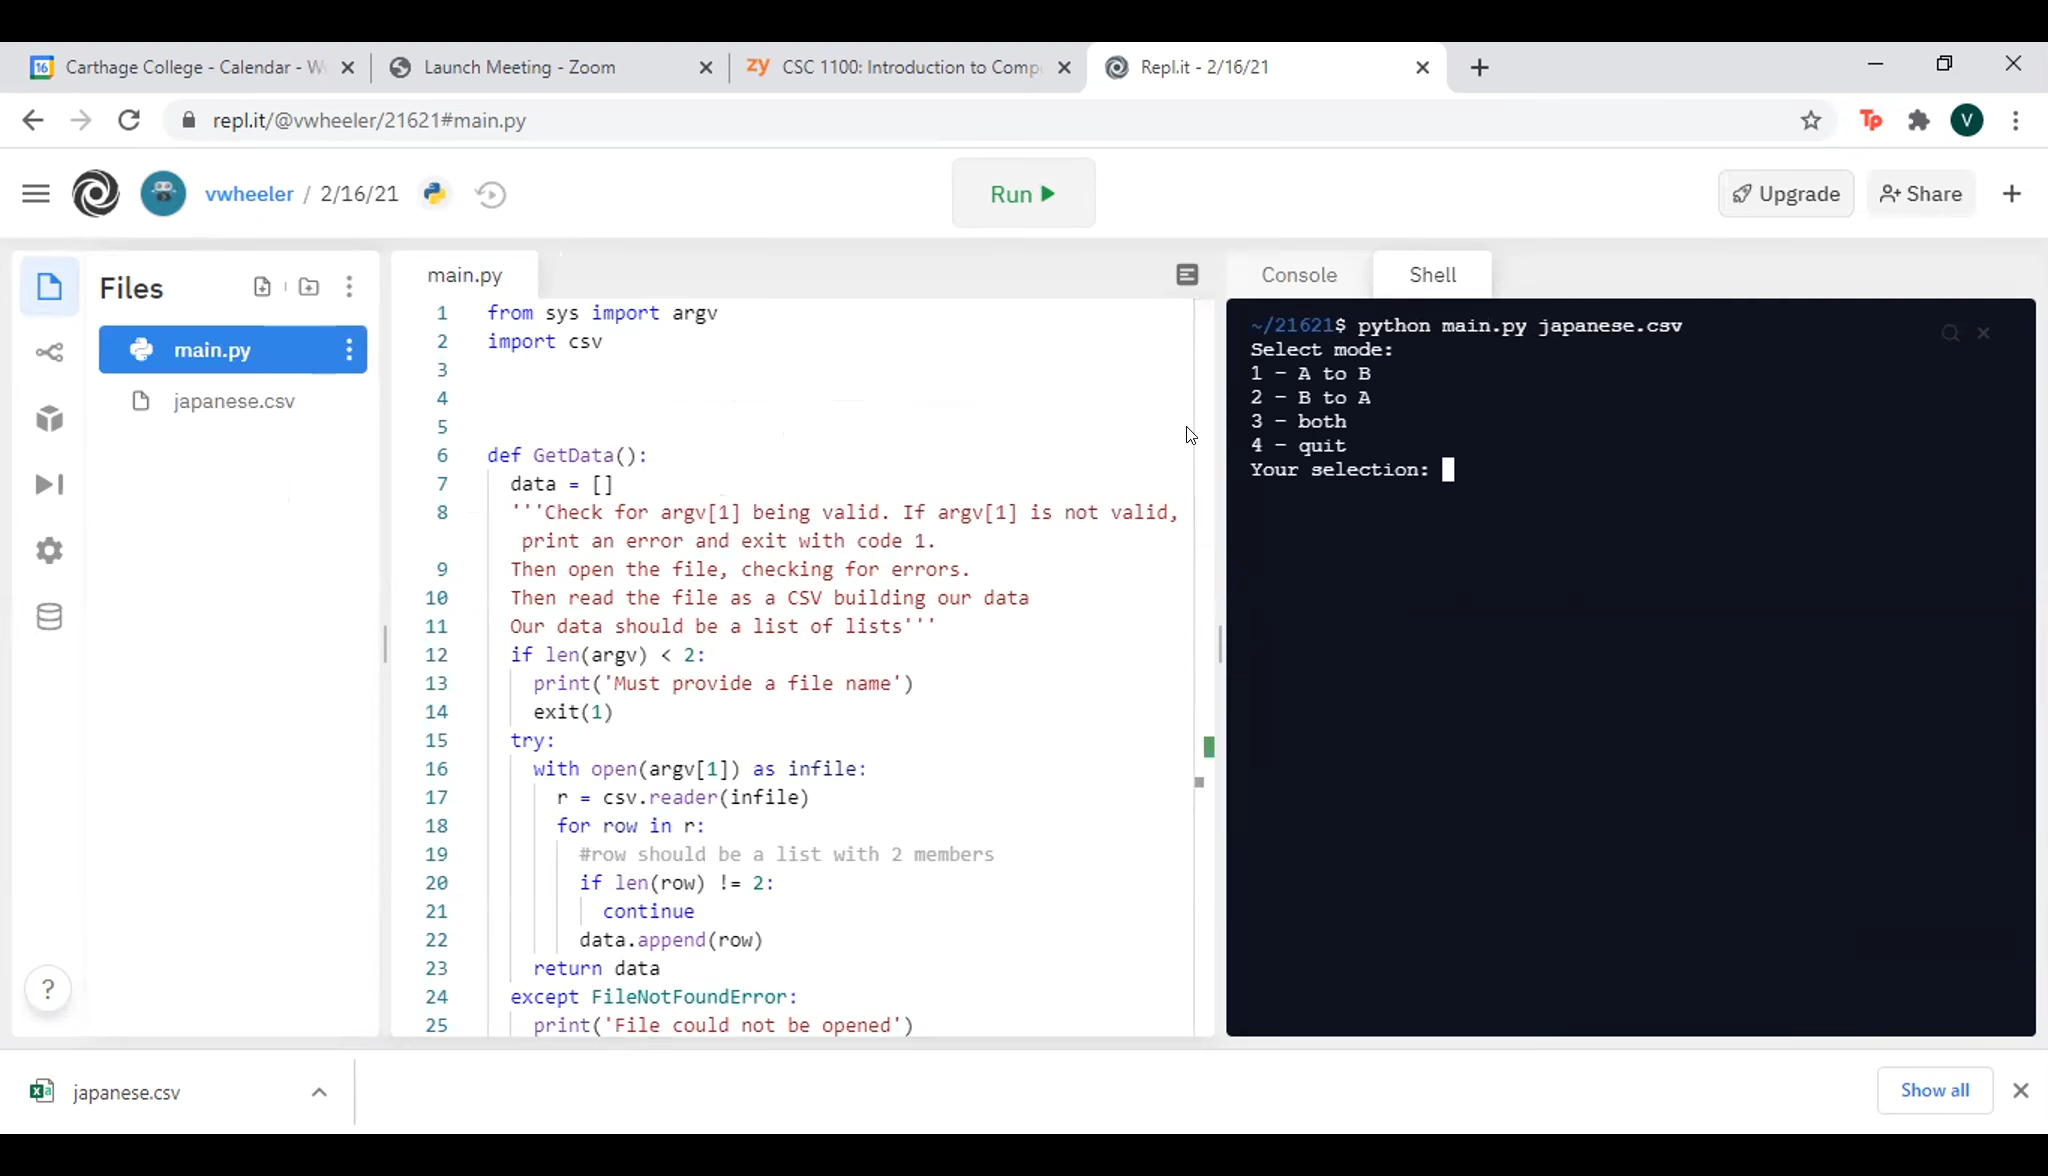 16 Carthage College - Calendar - W
Launch Meeting - Zoom
zy CSC 1100: Introduction to Comp
Repl.it - 2/16/21
repl.it/@vwheeler/21621#main.py
Tp
V
vwheeler / 2/16/21
Run
Upgrade
Share
Files
main.py
japanese.csv
main.py
1 from sys import argv
2 import csv
3
4
5
6 def GetData():
7 data = []
8 '''Check for argv[1] being valid. If argv[1] is not valid,
print an error and exit with code 1.
9 Then open the file, checking for errors.
10 Then read the file as a CSV building our data
11 Our data should be a list of lists'''
12 if len(argv) < 2:
13 print('Must provide a file name')
14 exit(1)
15 try:
16 with open(argv[1]) as infile:
17 r = csv.reader(infile)
18 for row in r:
19 #row should be a list with 2 members
20 if len(row) != 2:
21 continue
22 data.append(row)
23 return data
24 except FileNotFoundError:
25 print('File could not be opened')
Console
Shell
~/21621$ python main.py japanese.csv
Select mode:
1 - A to B
2 - B to A
3 - both
4 - quit
Your selection:
?
japanese.csv
Show all